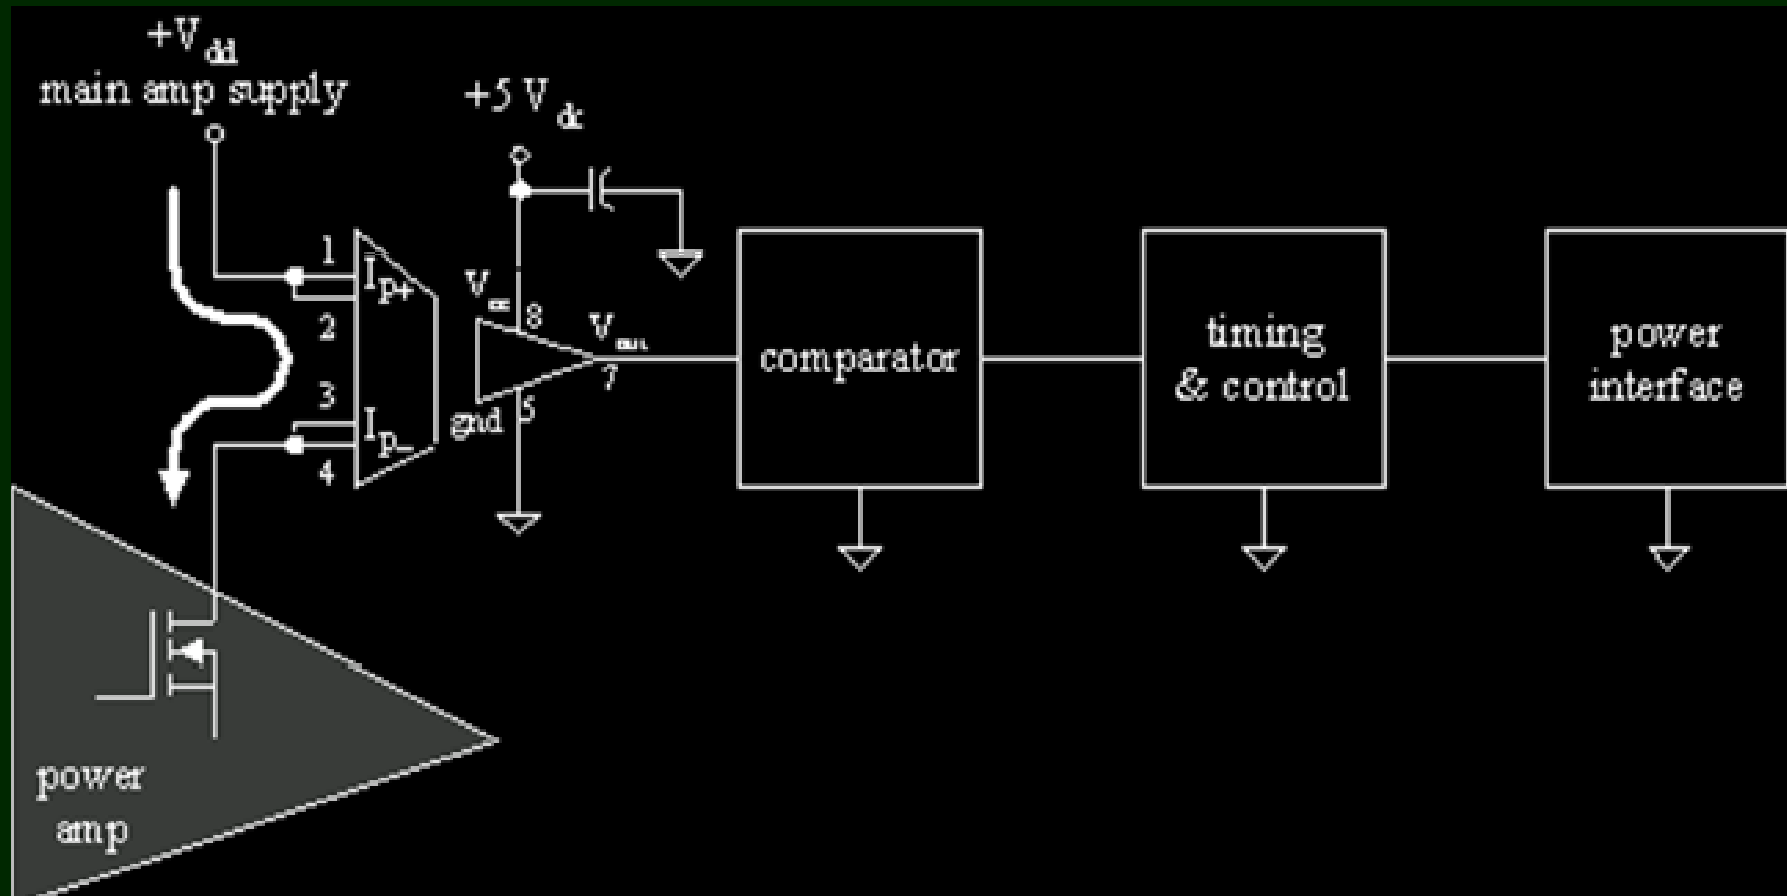 +Vdd
main amp supply
+5 Vdc
1
Ip+
2
3
Ip-
4
Vcc
8
Vout
7
gnd
5
comparator
timing
& control
power
interface
power
amp